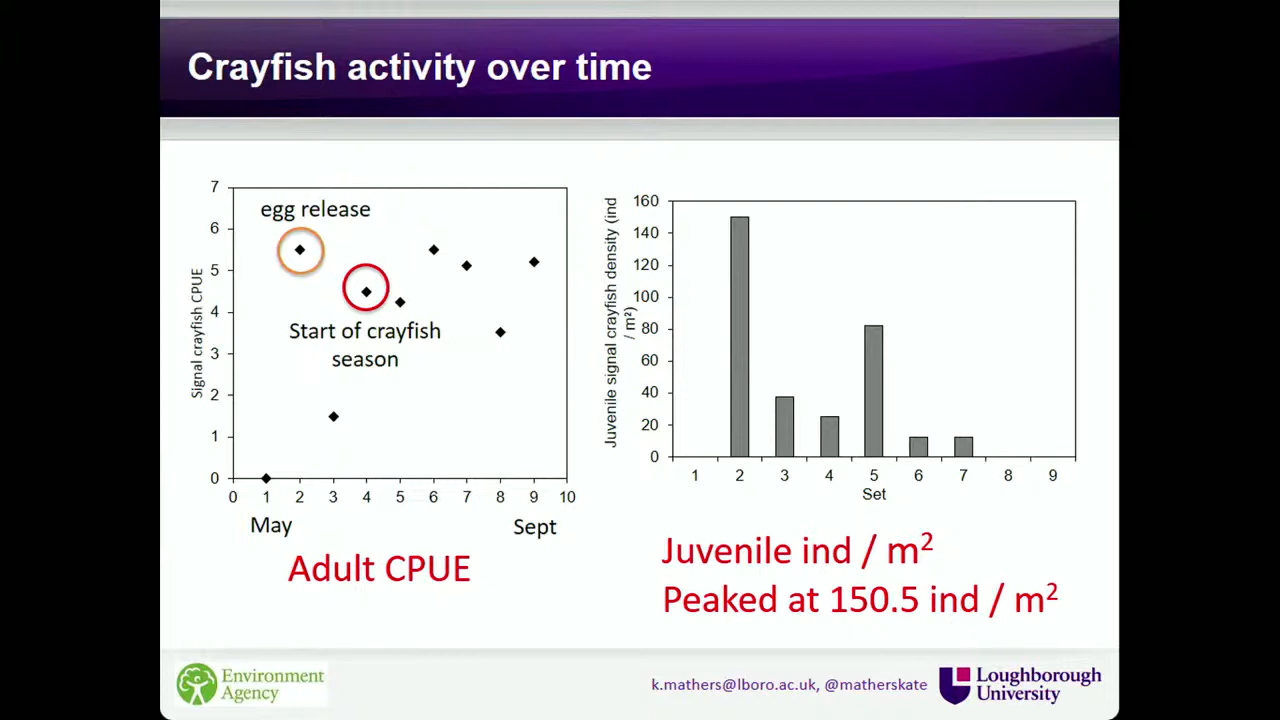 Crayfish activity over time
7
6
5
4
3
2
1
0
Signal crayfish CPUE
egg release
Start of crayfish
season
0 1 2 3 4 5 6 7 8 9 10
May
Sept
Adult CPUE
Juvenile signal crayfish density (ind
/ m²)
160
140
120
100
80
60
40
20
0
1 2 3 4 5 6 7 8 9
Set
Juvenile ind / m²
Peaked at 150.5 ind / m²
Environment
Agency
k.mathers@lboro.ac.uk, @matherskate
Loughborough
University